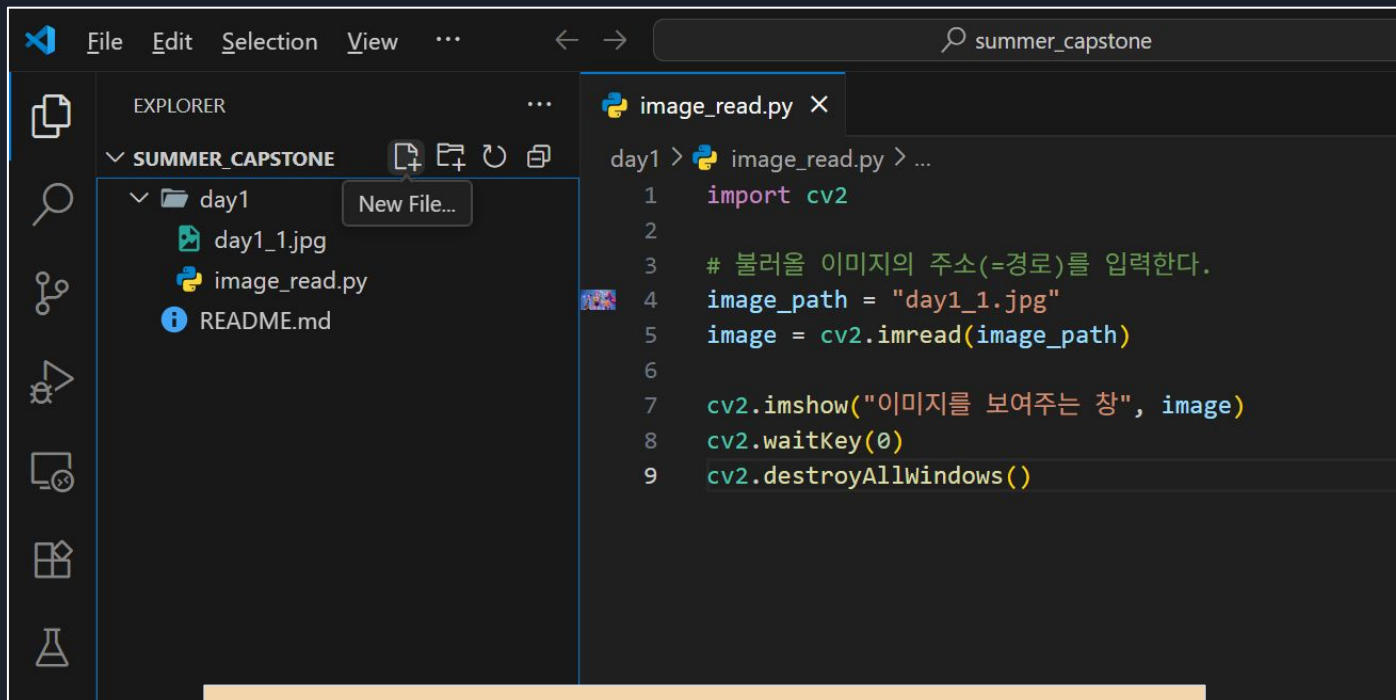 File Edit Selection View ···
summer_capstone
EXPLORER ···
SUMMER_CAPSTONE
New File...
day1
day1_1.jpg
image_read.py
README.md
image_read.py
day1 > image_read.py > ...
1 import cv2
2
3 # 불러올 이미지의 주소(=경로)를 입력한다.
4 image_path = "day1_1.jpg"
5 image = cv2.imread(image_path)
6
7 cv2.imshow("이미지를 보여주는 창", image)
8 cv2.waitKey(0)
9 cv2.destroyAllWindows()